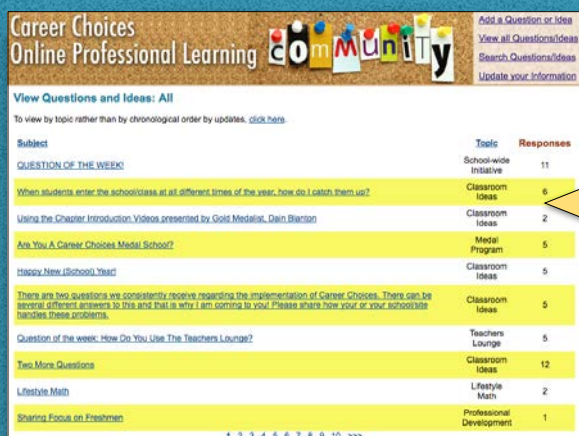 Career Choices
Online Professional Learning community
Add a Question or Idea
View all Questions/Ideas
Search Questions/Ideas
Update your Information
View Questions and Ideas: All
To view by topic rather than by chronological order by updates, click here.
Subject Topic Responses
QUESTION OF THE WEEK! School-wide Initiative 11
When students enter the school/class at all different times of the year, how do I catch them up? Classroom Ideas 6
Using the Chapter Introduction Videos presented by Gold Medalist, Dain Blanton Classroom Ideas 2
Are You A Career Choices Medal School? Medal Program 5
Happy New (School) Year! Classroom Ideas 5
There are two questions we consistently receive regarding the implementation of Career Choices. There can be
several different answers to this and that is why I am coming to you! Please share how your or your school/site
handles these problems. Classroom Ideas 5
Question of the week: How Do You Use The Teachers Lounge? Teachers Lounge 5
Two More Questions Classroom Ideas 12
Lifestyle Math Lifestyle Math 2
Sharing Focus on Freshmen Professional Development 1
1 2 3 4 5 6 7 8 9 10 >>>